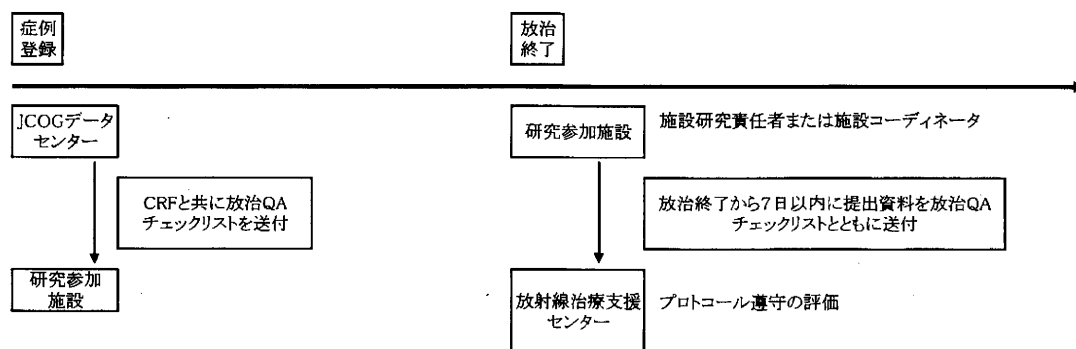 症例
登録
放治
終了
JCOGデータ
センター
研究参加施設
施設研究責任者または施設コーディネータ
CRFと共に放治QA
チェックリストを送付
放治終了から7日以内に提出資料を放治QA
チェックリストとともに送付
研究参加
施設
放射線治療支援
センター
プロトコール遵守の評価